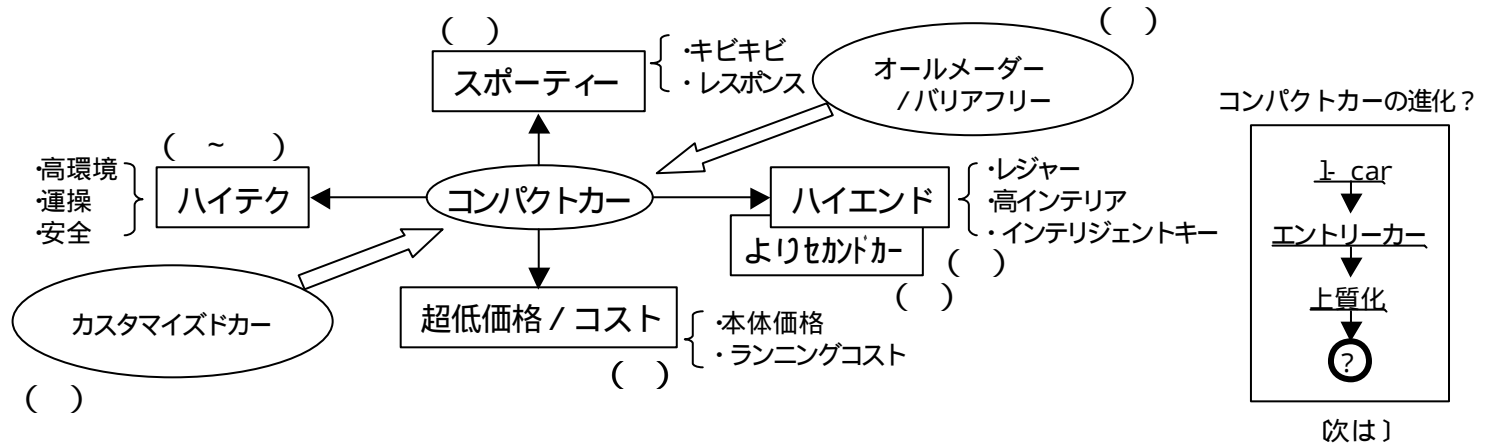 (　)
スポーティー
・キビキビ
・レスポンス
(　)
オールメーダー
/バリアフリー
(　~　)
・高環境
・運操
・安全
ハイテク
コンパクトカー
ハイエンド
よりセカンドカー
・レジャー
・高インテリア
・インテリジェントキー
(　)
(　)
カスタマイズドカー
(　)
超低価格/コスト
・本体価格
・ランニングコスト
(　)
コンパクトカーの進化?
1- car
エントリーカー
上質化
?
〔次は〕